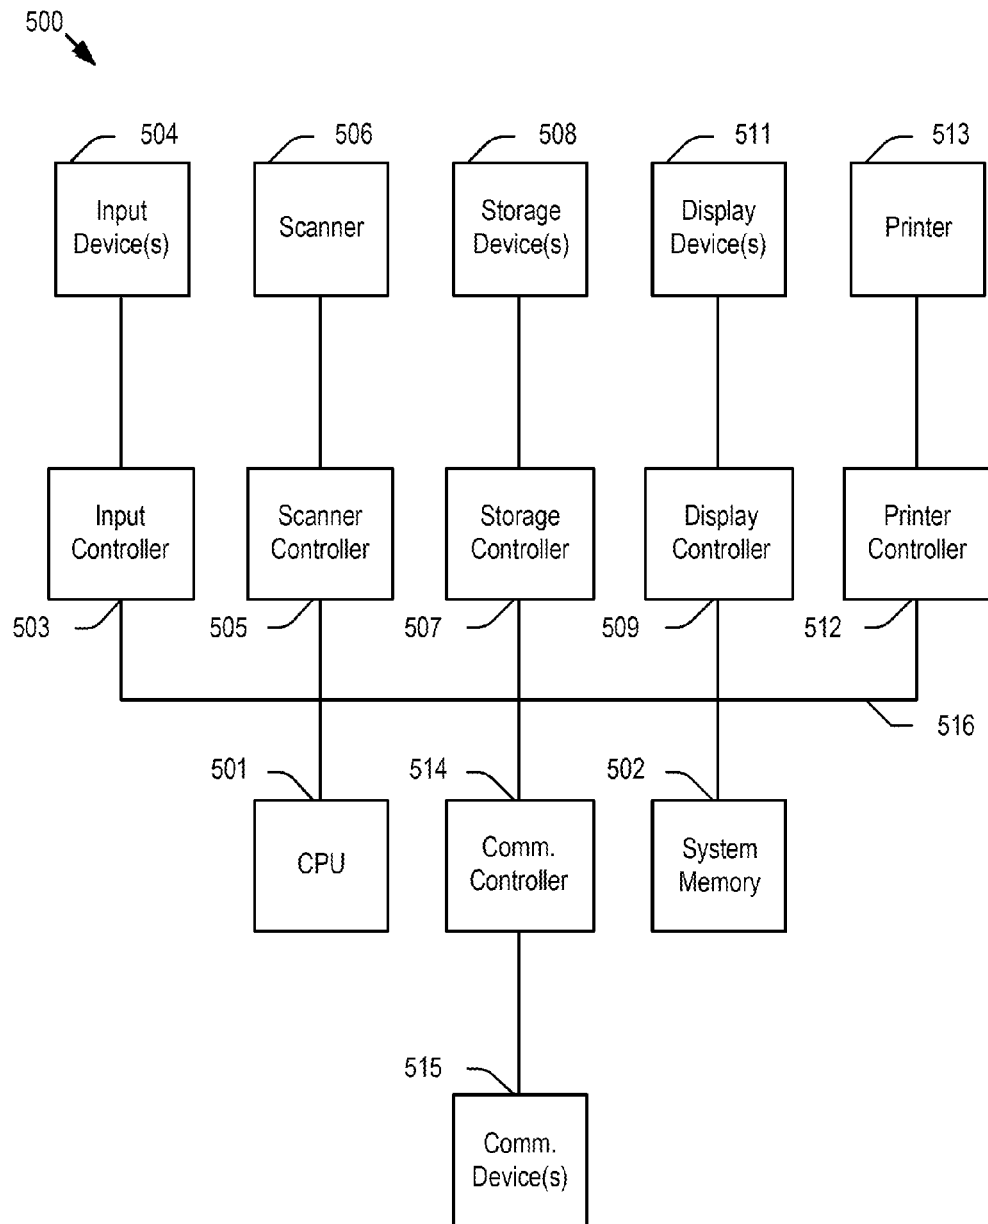 500
504
506
508
511
513
Input
Device(s)
Scanner
Storage
Device(s)
Display
Device(s)
Printer
Input
Controller
Scanner
Controller
Storage
Controller
Display
Controller
Printer
Controller
503
505
507
509
512
516
501
514
502
CPU
Comm.
Controller
System
Memory
515
Comm.
Device(s)